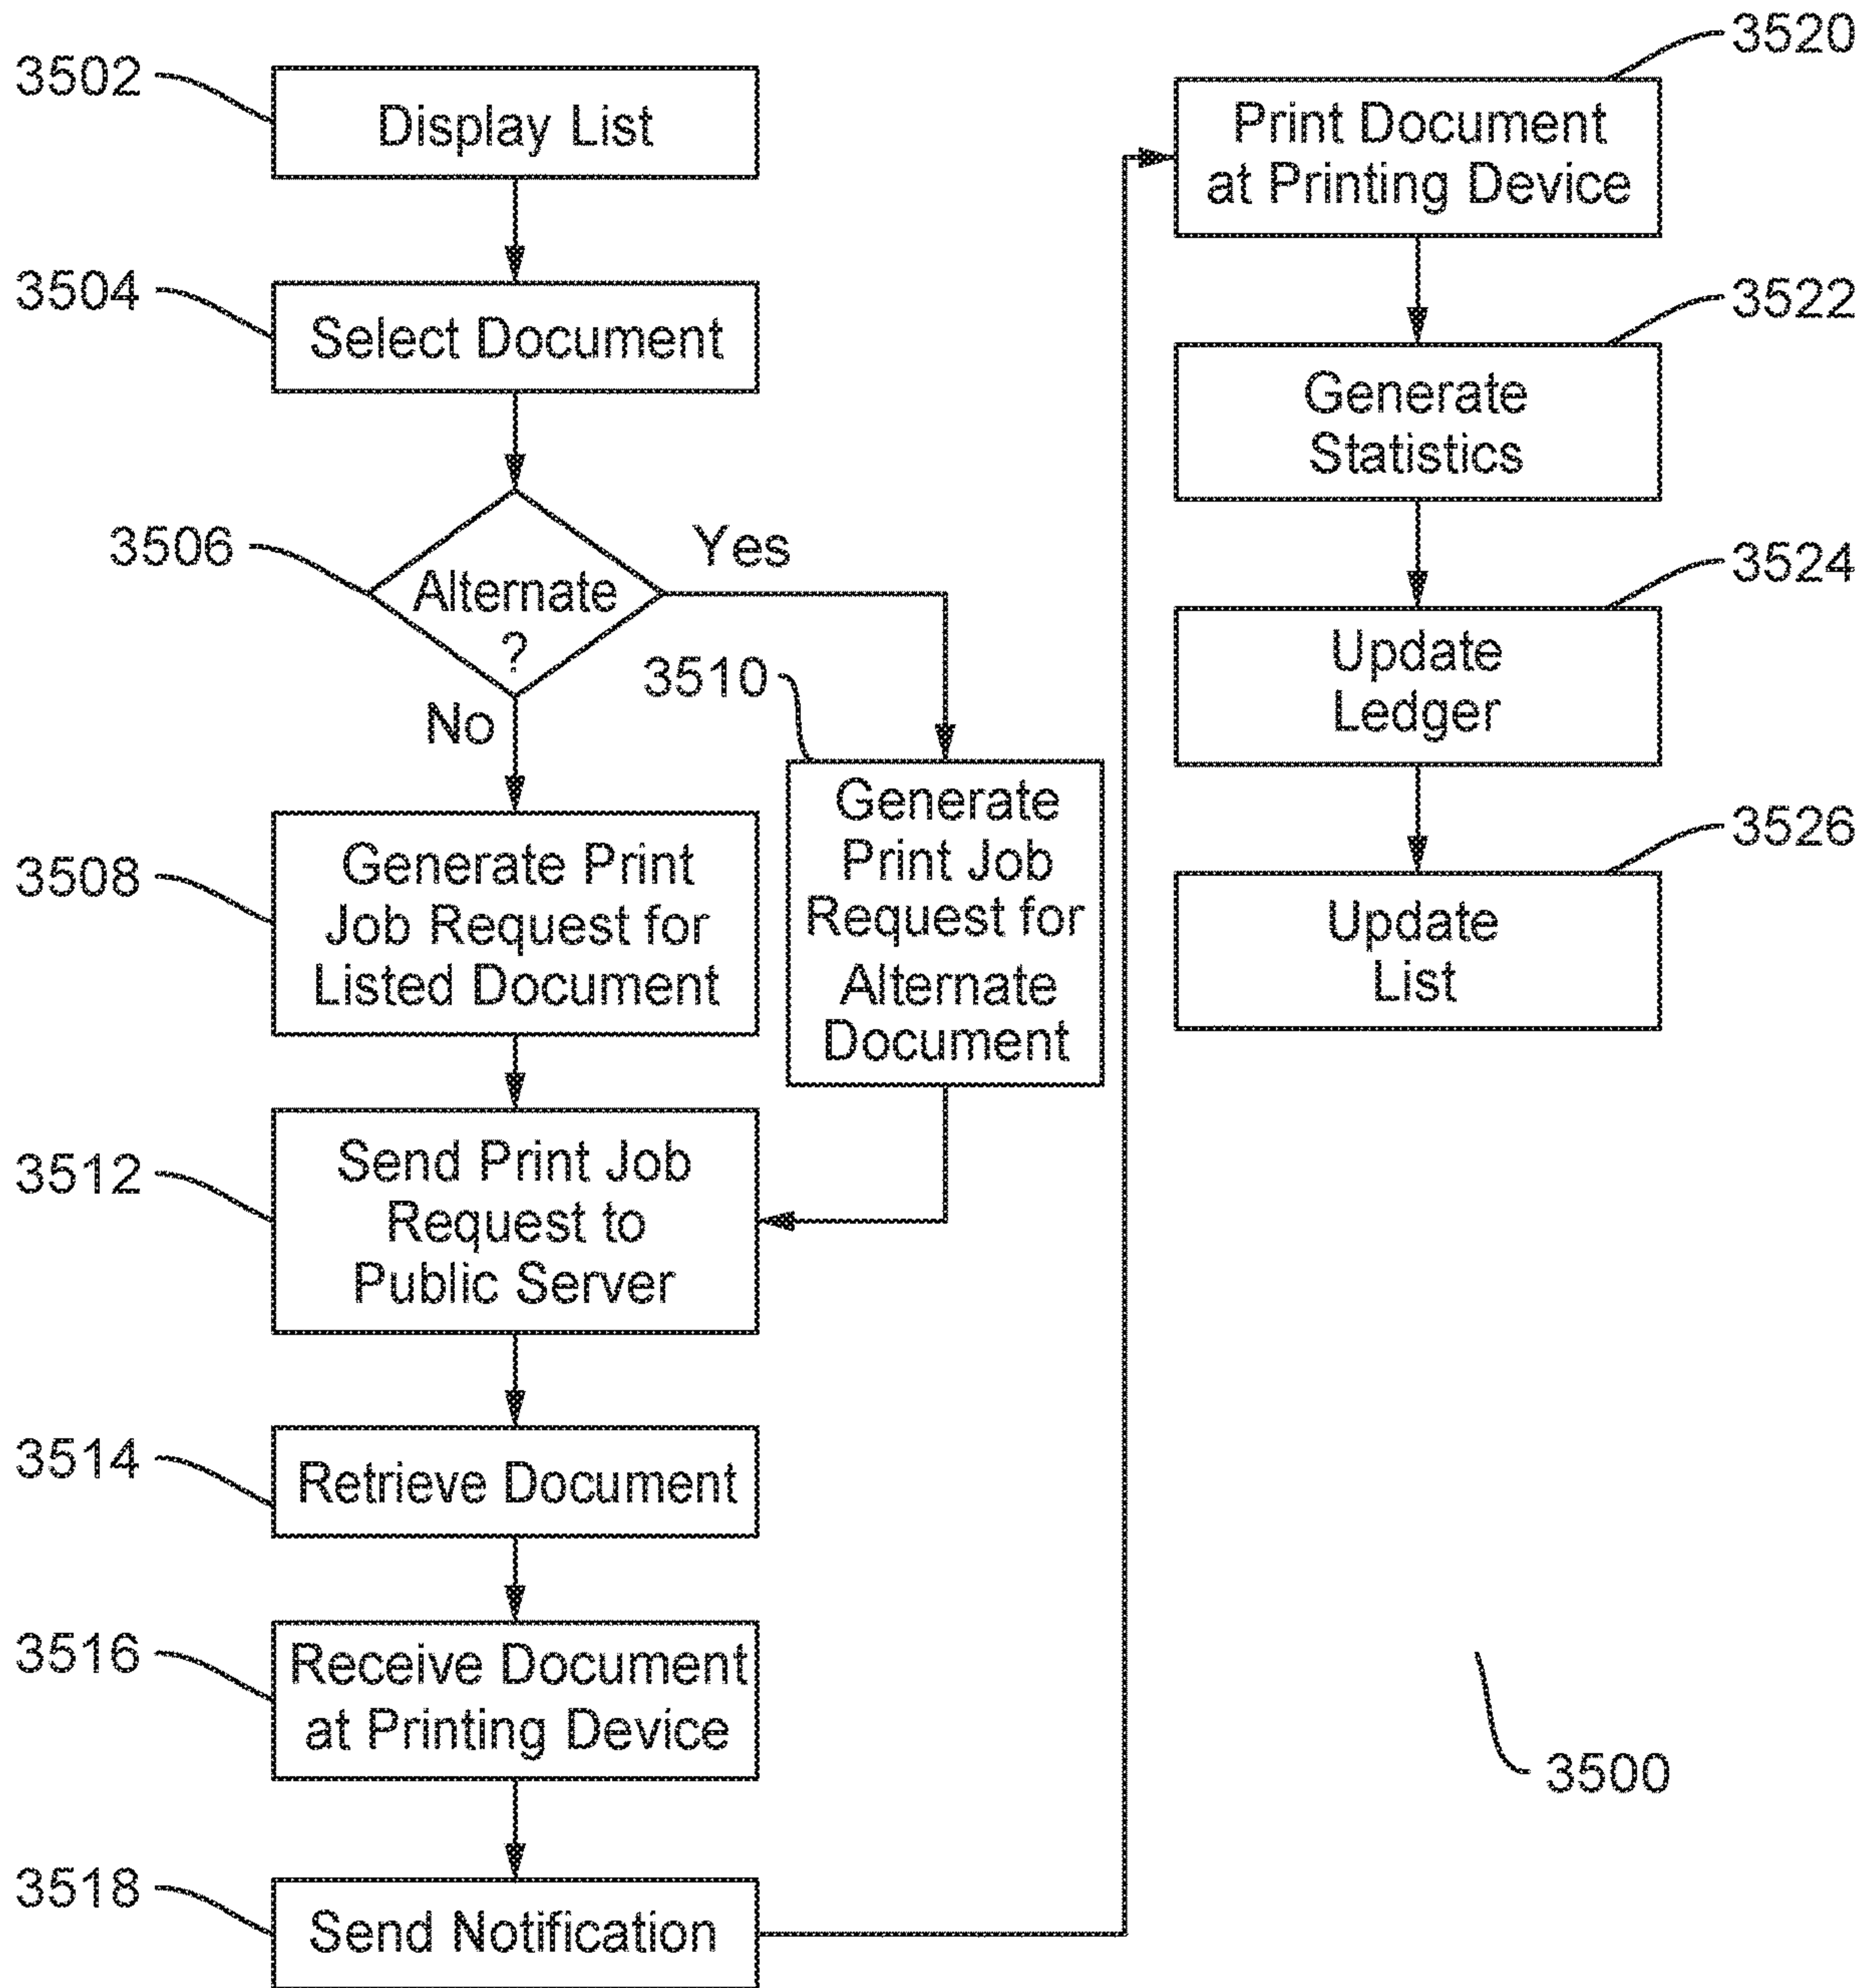 3502
Display List
3504
Select Document
3506
Alternate
?
Yes
No
3508
Generate Print
Job Request for
Listed Document
3510
Generate
Print Job
Request for
Alternate
Document
3512
Send Print Job
Request to
Public Server
3514
Retrieve Document
3516
Receive Document
at Printing Device
3518
Send Notification
3520
Print Document
at Printing Device
3522
Generate
Statistics
3524
Update
Ledger
3526
Update
List
3500